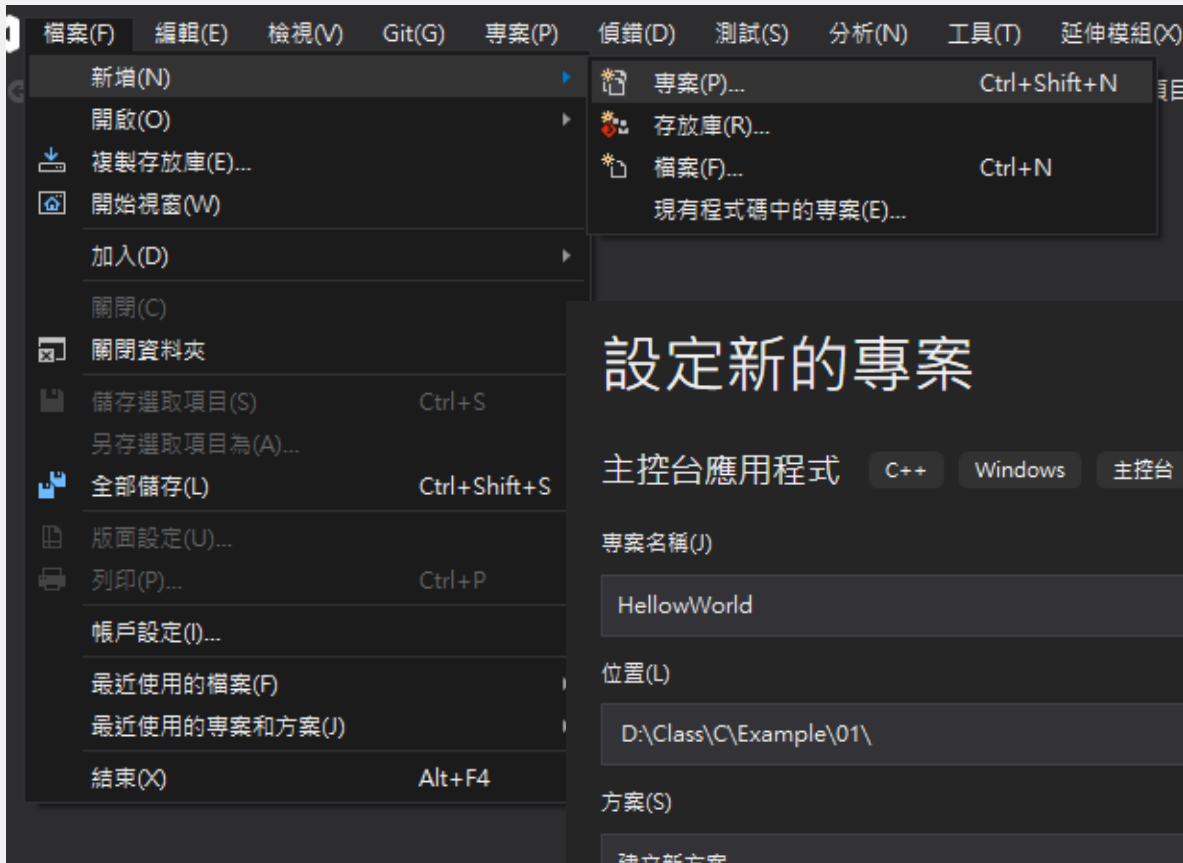 檔案(F) 編輯(E) 檢視(V) Git(G) 專案(P) 偵錯(D) 測試(S) 分析(N) 工具(T) 延伸模組(X)
新增(N)
開啟(O)
複製存放庫(E)...
開始視窗(W)
加入(D)
關閉(C)
關閉資料夾
儲存選取項目(S) Ctrl+S
另存選取項目為(A)...
全部儲存(L) Ctrl+Shift+S
版面設定(U)...
列印(P)... Ctrl+P
帳戶設定(I)...
最近使用的檔案(F)
最近使用的專案和方案(J)
結束(X) Alt+F4
專案(P)... Ctrl+Shift+N
存放庫(R)...
檔案(F)... Ctrl+N
現有程式碼中的專案(E)...
設定新的專案
主控台應用程式 C++ Windows 主控台
專案名稱(J)
HellowWorld
位置(L)
D:\Class\C\Example\01\
方案(S)
建立新方案